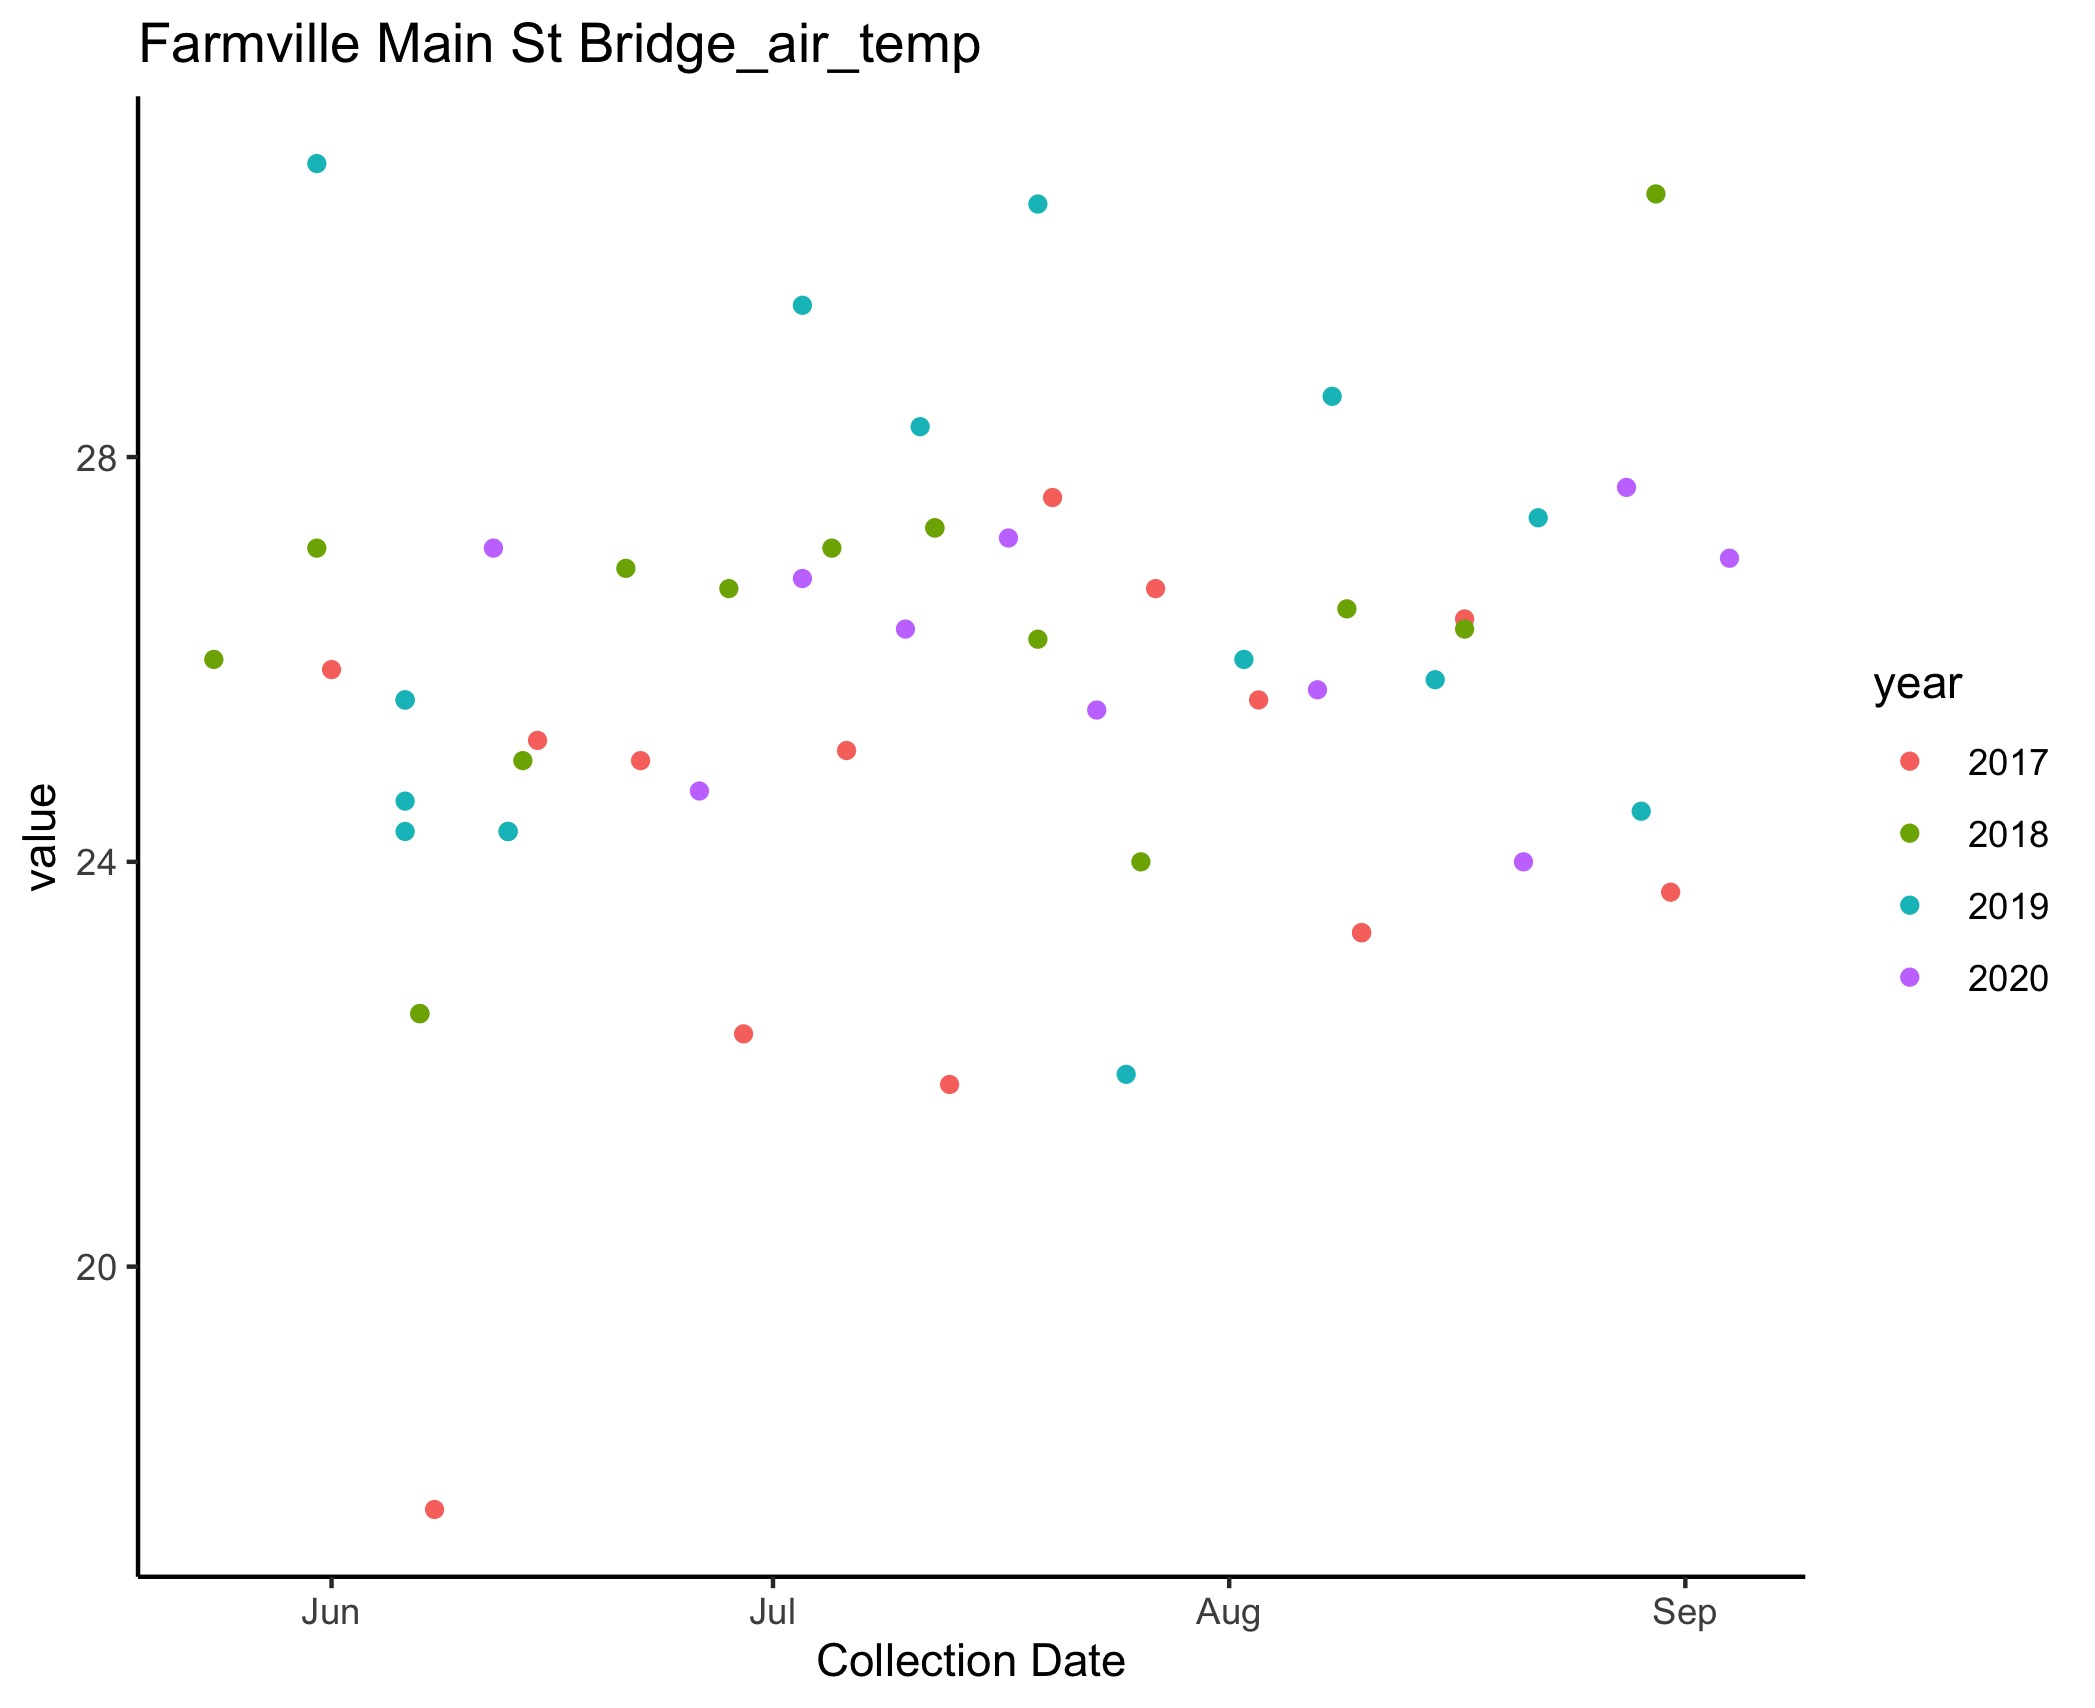 Farmville Main St Bridge_air_temp
28
24
20
value
Jun
Jul
Aug
Sep
Collection Date
year
2017
2018
2019
2020